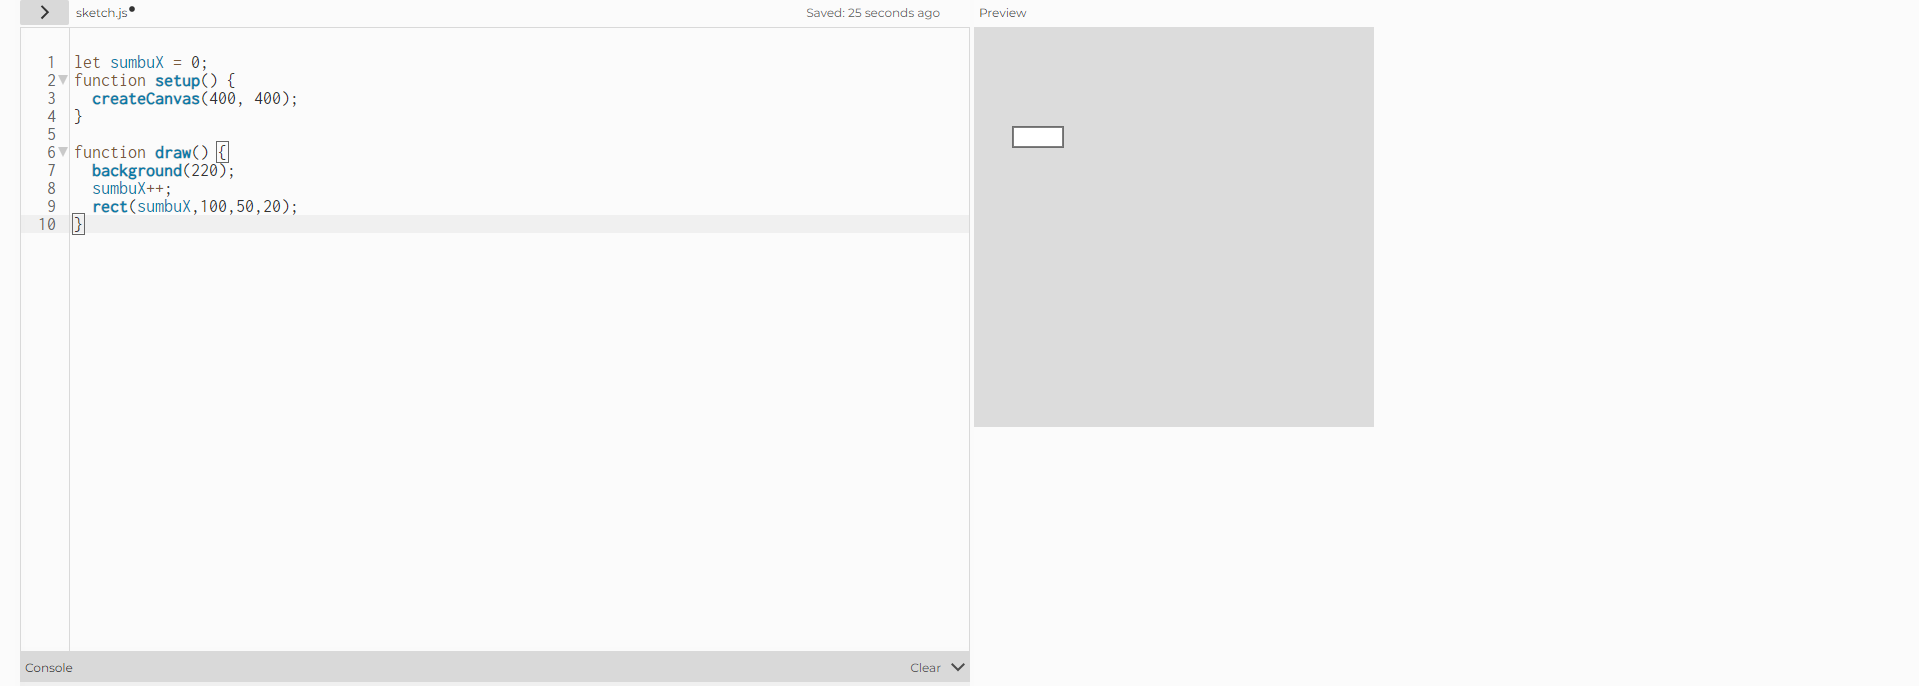 sketch.js•
Saved: 25 seconds ago
Preview
1 let sumbuX = 0;
2 function setup() {
3 createCanvas(400, 400);
4 }
5
6 function draw() {
7 background(220);
8 sumbuX++;
9 rect(sumbuX,100,50,20);
10 }
Console
Clear